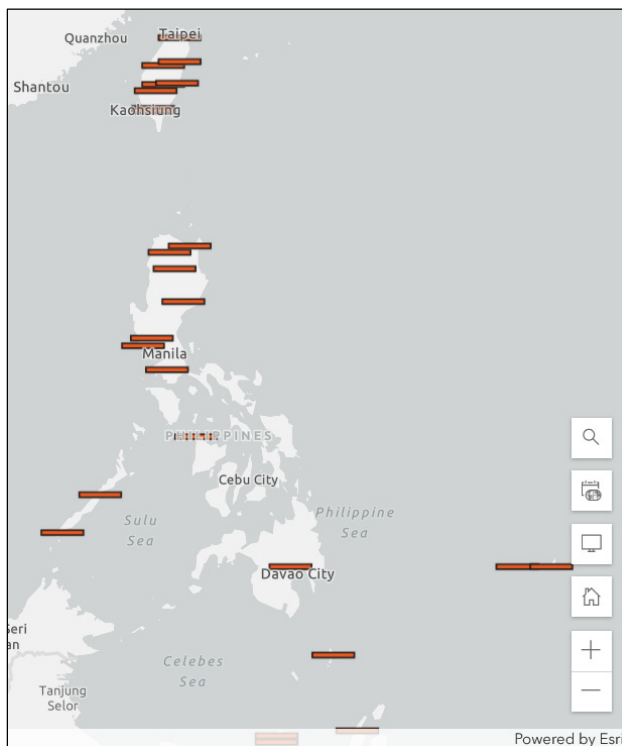 Quanzhou
Taipei
Shantou
Kaohsiung
Manila
PHILIPPINES
Cebu City
Sulu
Sea
Philippine
Sea
Davao City
Celebes
Sea
Tanjung
Selor
Powered by Esri